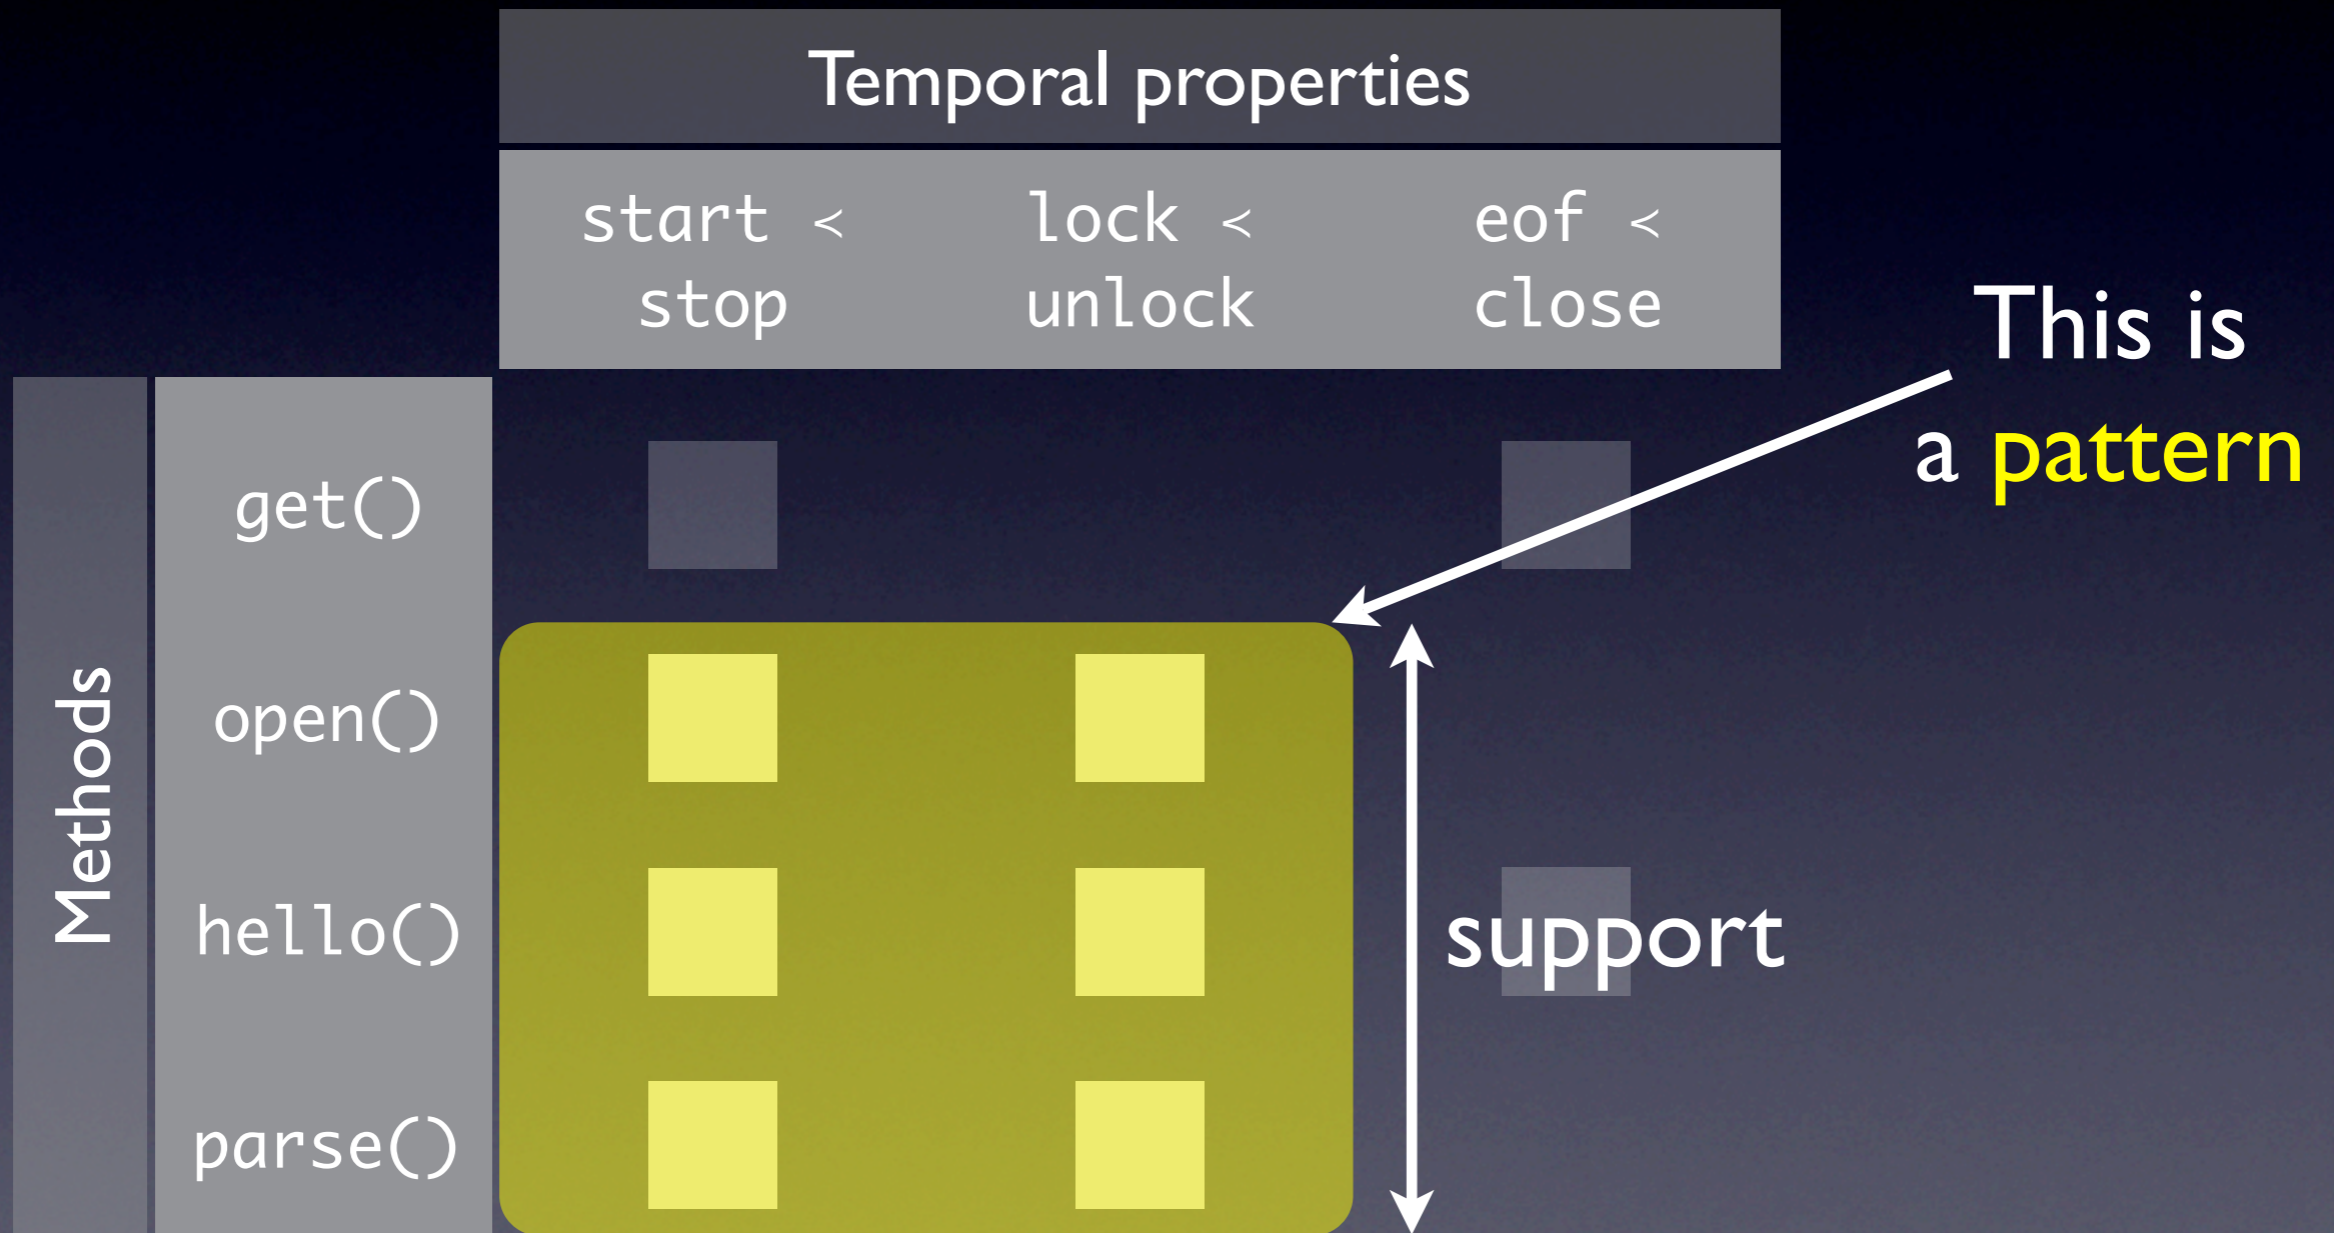 Temporal properties
start ≺ lock ≺ eof ≺
stop unlock close
This is
a pattern
Methods
get()
open()
hello()
support
parse()